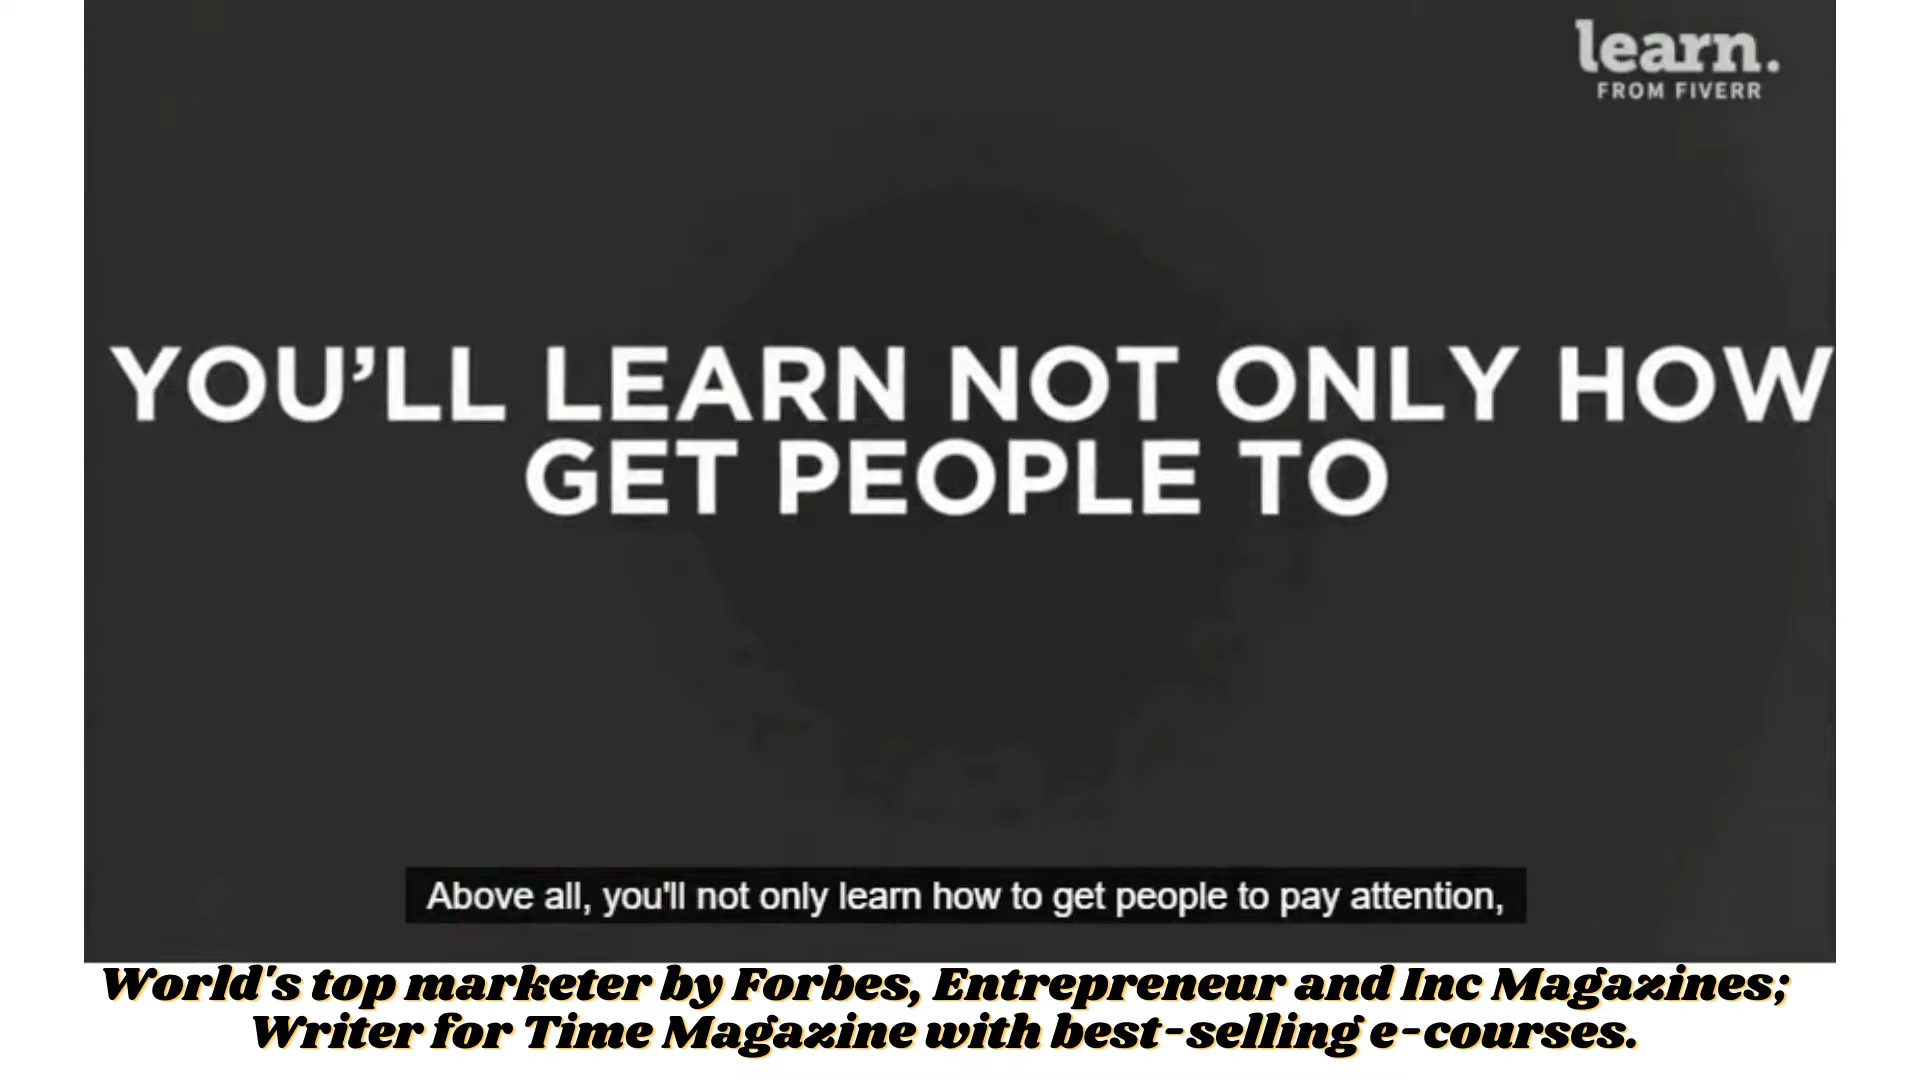 learn.
FROM FIVERR
YOU’LL LEARN NOT ONLY HOW
GET PEOPLE TO
Above all, you'll not only learn how to get people to pay attention,
World's top marketer by Forbes, Entrepreneur and Inc Magazines;
Writer for Time Magazine with best-selling e-courses.